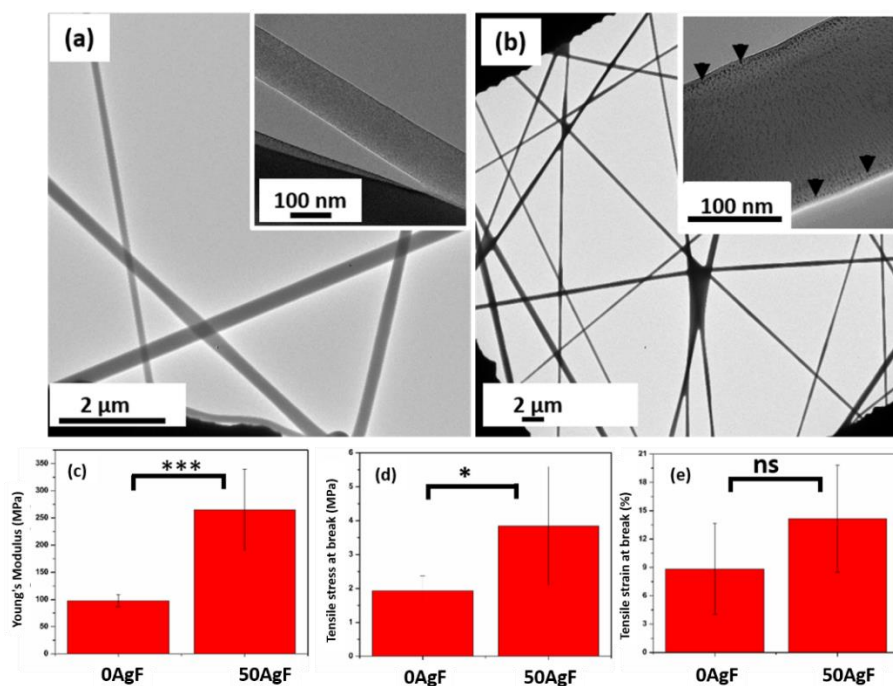 (a)
100 nm
2 µm
(b)
100 nm
2 µm
(c)
***
Young's Modulus (MPa)
350
300
250
200
150
100
50
0
0AgF
50AgF
(d)
*
Tensile stress at break (MPa)
6
5
4
3
2
1
0
0AgF
50AgF
(e)
ns
Tensile strain at break (%)
21
18
15
12
9
6
3
0
0AgF
50AgF